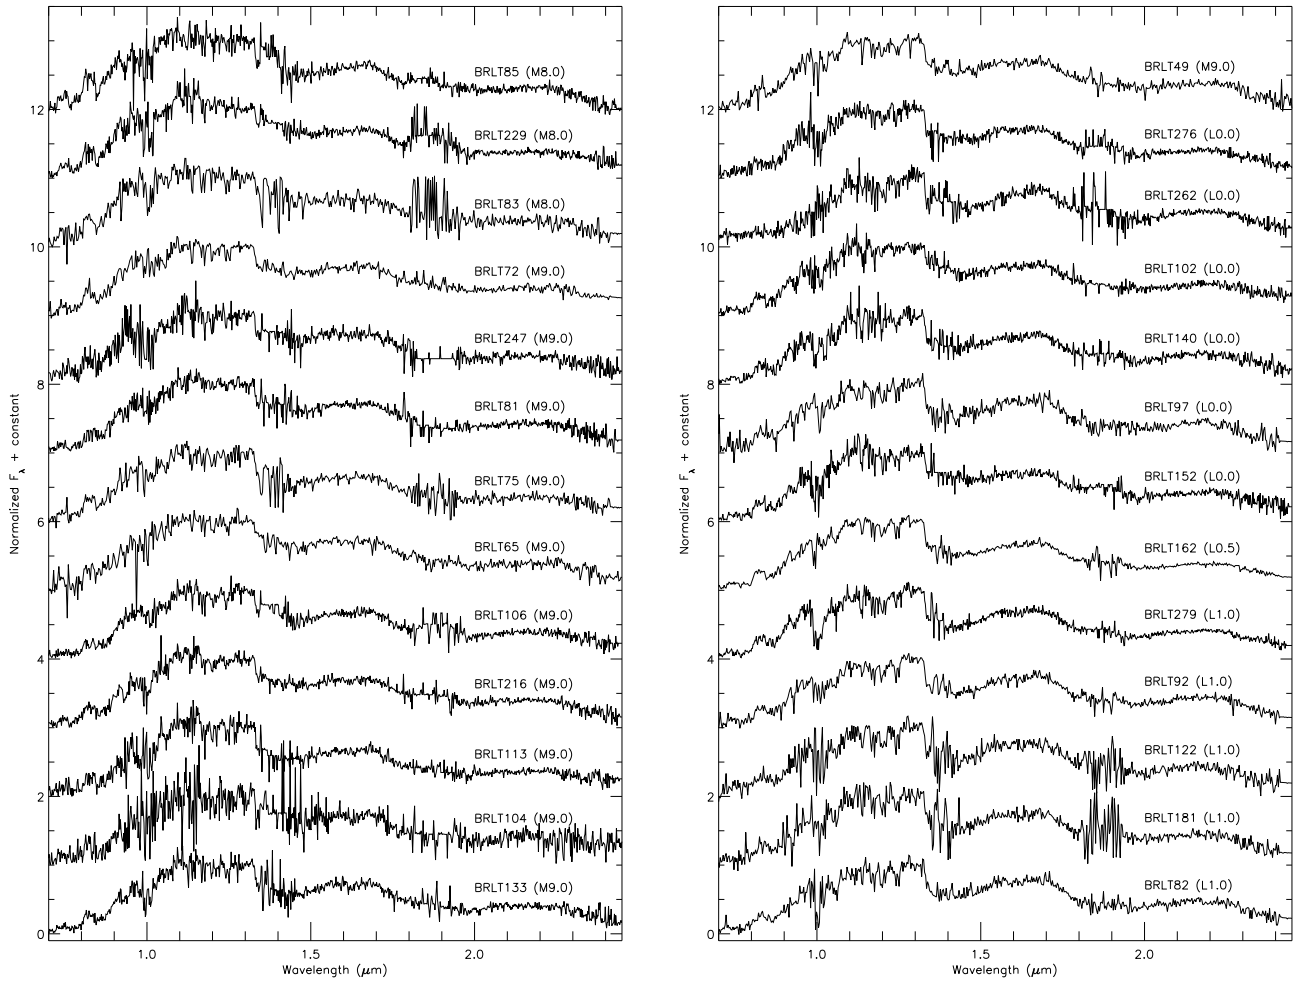 BRLT85 (M8.0)
12
BRLT229 (M8.0)
BRLT83 (M8.0)
10
BRLT72 (M9.0)
BRLT247 (M9.0)
8
BRLT81 (M9.0)
BRLT75 (M9.0)
6
BRLT65 (M9.0)
BRLT106 (M9.0)
4
BRLT216 (M9.0)
BRLT113 (M9.0)
2
BRLT104 (M9.0)
BRLT133 (M9.0)
0
Normalized Fλ + constant
1.0 1.5 2.0
Wavelength (μm)
BRLT49 (M9.0)
12
BRLT276 (L0.0)
BRLT262 (L0.0)
10
BRLT102 (L0.0)
BRLT140 (L0.0)
8
BRLT97 (L0.0)
BRLT152 (L0.0)
6
BRLT162 (L0.5)
BRLT279 (L1.0)
4
BRLT92 (L1.0)
BRLT122 (L1.0)
2
BRLT181 (L1.0)
BRLT82 (L1.0)
0
Normalized Fλ + constant
1.0 1.5 2.0
Wavelength (μm)